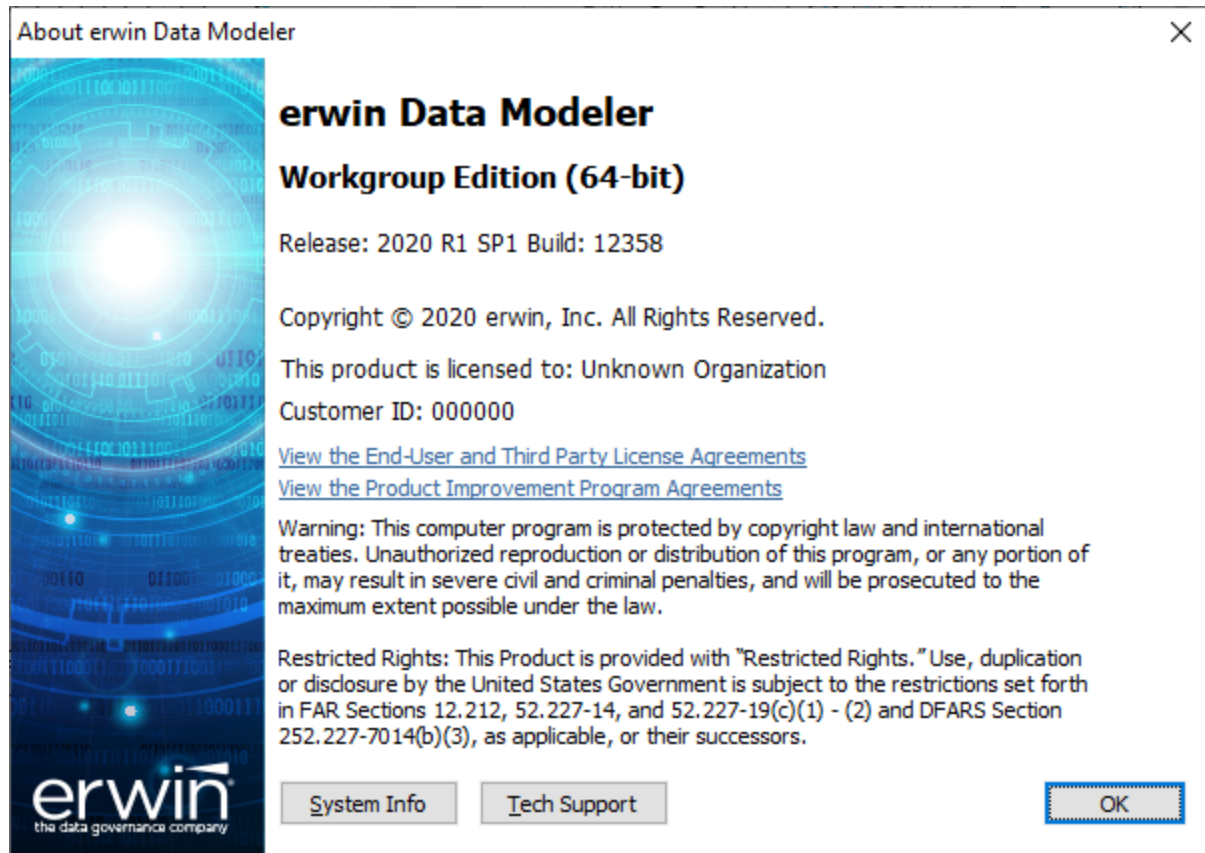 About erwin Data Modeler
erwin Data Modeler
Workgroup Edition (64-bit)
Release: 2020 R1 SP1 Build: 12358
Copyright © 2020 erwin, Inc. All Rights Reserved.
This product is licensed to: Unknown Organization
Customer ID: 000000
View the End-User and Third Party License Agreements
View the Product Improvement Program Agreements
Warning: This computer program is protected by copyright law and international
treaties. Unauthorized reproduction or distribution of this program, or any portion of
it, may result in severe civil and criminal penalties, and will be prosecuted to the
maximum extent possible under the law.
Restricted Rights: This Product is provided with “Restricted Rights.” Use, duplication
or disclosure by the United States Government is subject to the restrictions set forth
in FAR Sections 12.212, 52.227-14, and 52.227-19(c)(1) - (2) and DFARS Section
252.227-7014(b)(3), as applicable, or their successors.
erwin
the data governance company
System Info
Tech Support
OK